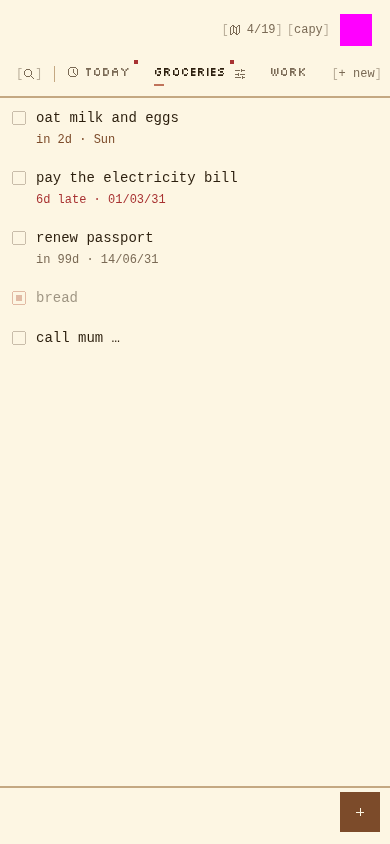 [4/19] [capy]
[ ] TODAY GROCERIES WORK [+ new]
oat milk and eggs
in 2d · Sun
pay the electricity bill
6d late · 01/03/31
renew passport
in 99d · 14/06/31
bread
call mum …
+